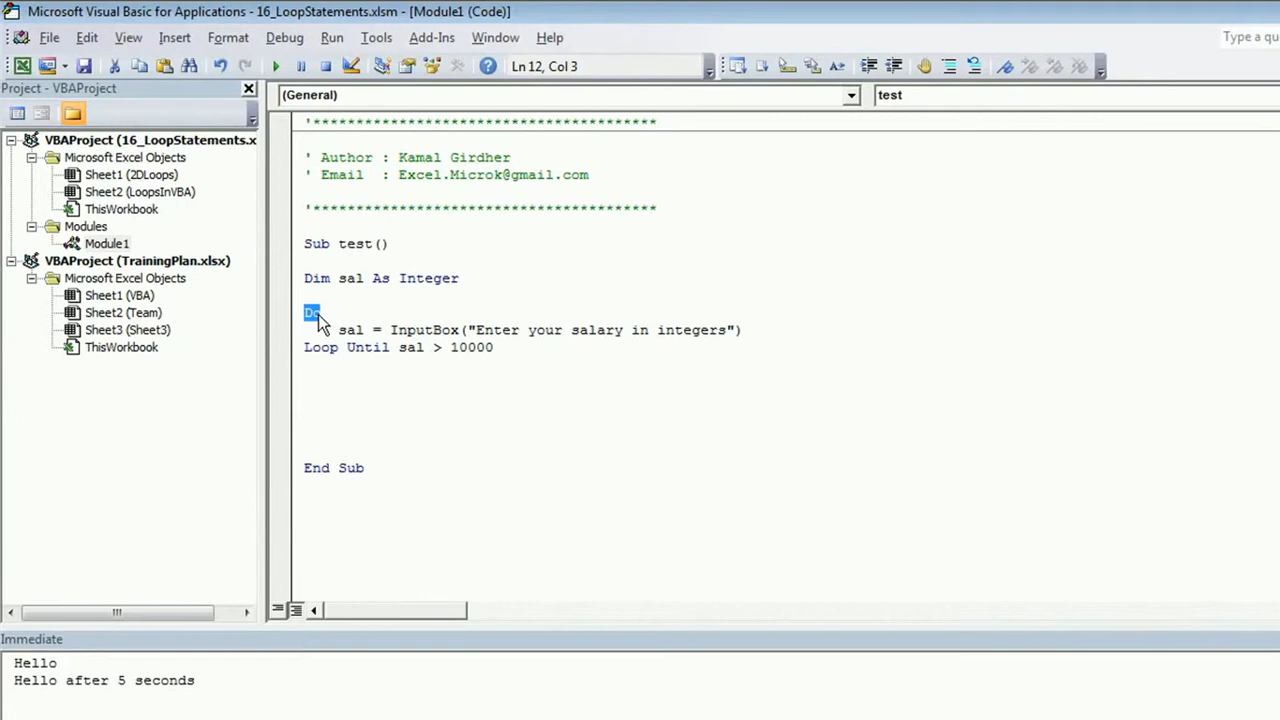 Microsoft Visual Basic for Applications - 16_LoopStatements.xlsm - [Module1 (Code)]
File Edit View Insert Format Debug Run Tools Add-Ins Window Help
Type a qu
Ln 12, Col 3
Project - VBAProject
VBAProject (16_LoopStatements.x
Microsoft Excel Objects
Sheet1 (2DLoops)
Sheet2 (LoopsInVBA)
ThisWorkbook
Modules
Module1
VBAProject (TrainingPlan.xlsx)
Microsoft Excel Objects
Sheet1 (VBA)
Sheet2 (Team)
Sheet3 (Sheet3)
ThisWorkbook
(General)
test
'****************************************
' Author : Kamal Girdher
' Email  : Excel.Microk@gmail.com
'****************************************
Sub test()
Dim sal As Integer
Do
sal = InputBox("Enter your salary in integers")
Loop Until sal > 10000
End Sub
Immediate
Hello
Hello after 5 seconds